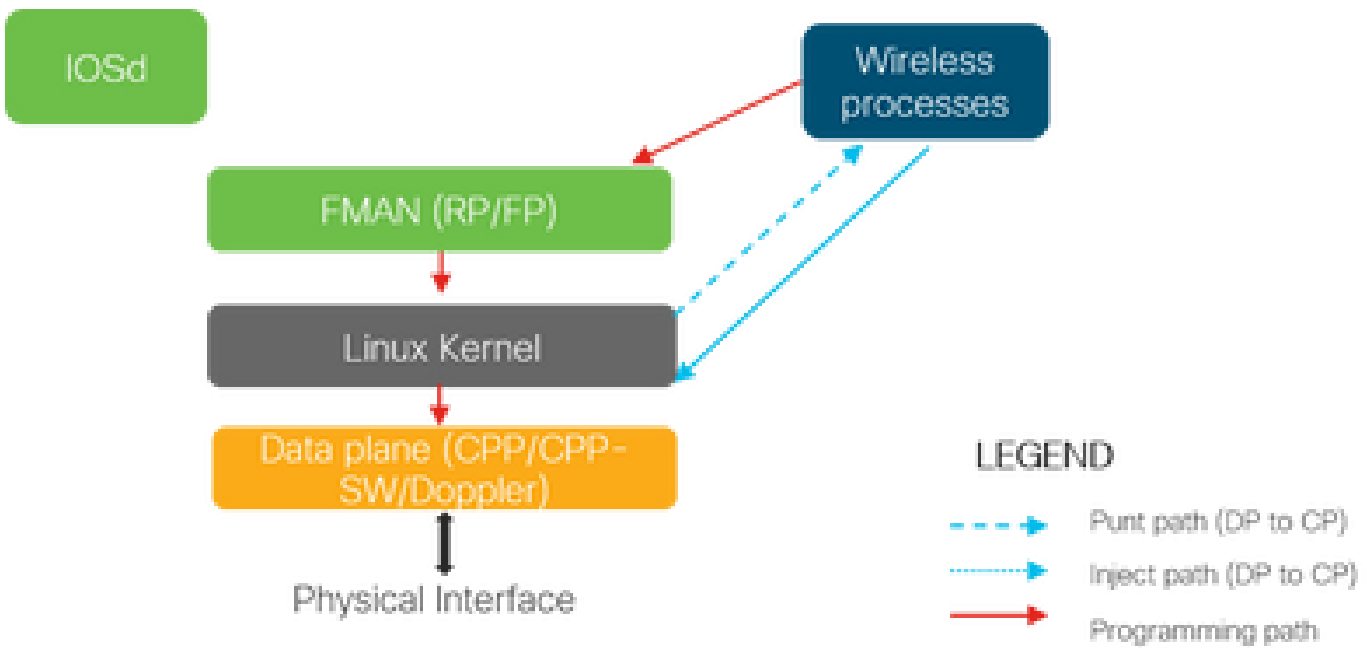 IOSd
Wireless
processes
FMAN (RP/FP)
Linux Kernel
Data plane (CPP/CPP-
SW/Doppler)
Physical Interface
LEGEND
Punt path (DP to CP)
Inject path (DP to CP)
Programming path